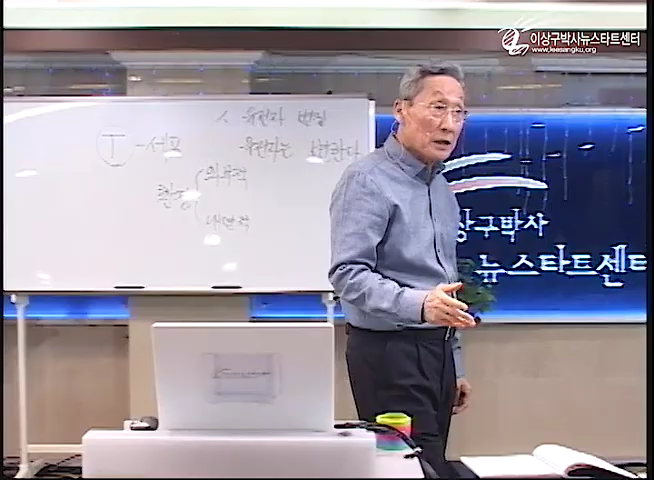 이상구박사뉴스타트센터
www.leesangku.org
- 유전자 변질
T - 세포 - 유전자는 변한다
환경 외부적
내면적
상구박사
뉴스타트센터